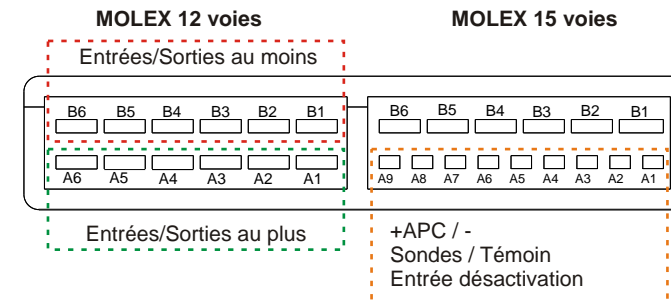 MOLEX 12 voies MOLEX 15 voies
Entrées/Sorties au moins
B6 B5 B4 B3 B2 B1 B6 B5 B4 B3 B2 B1
A6 A5 A4 A3 A2 A1 A9 A8 A7 A6 A5 A4 A3 A2 A1
Entrées/Sorties au plus
+APC / -
Sondes / Témoin
Entrée désactivation